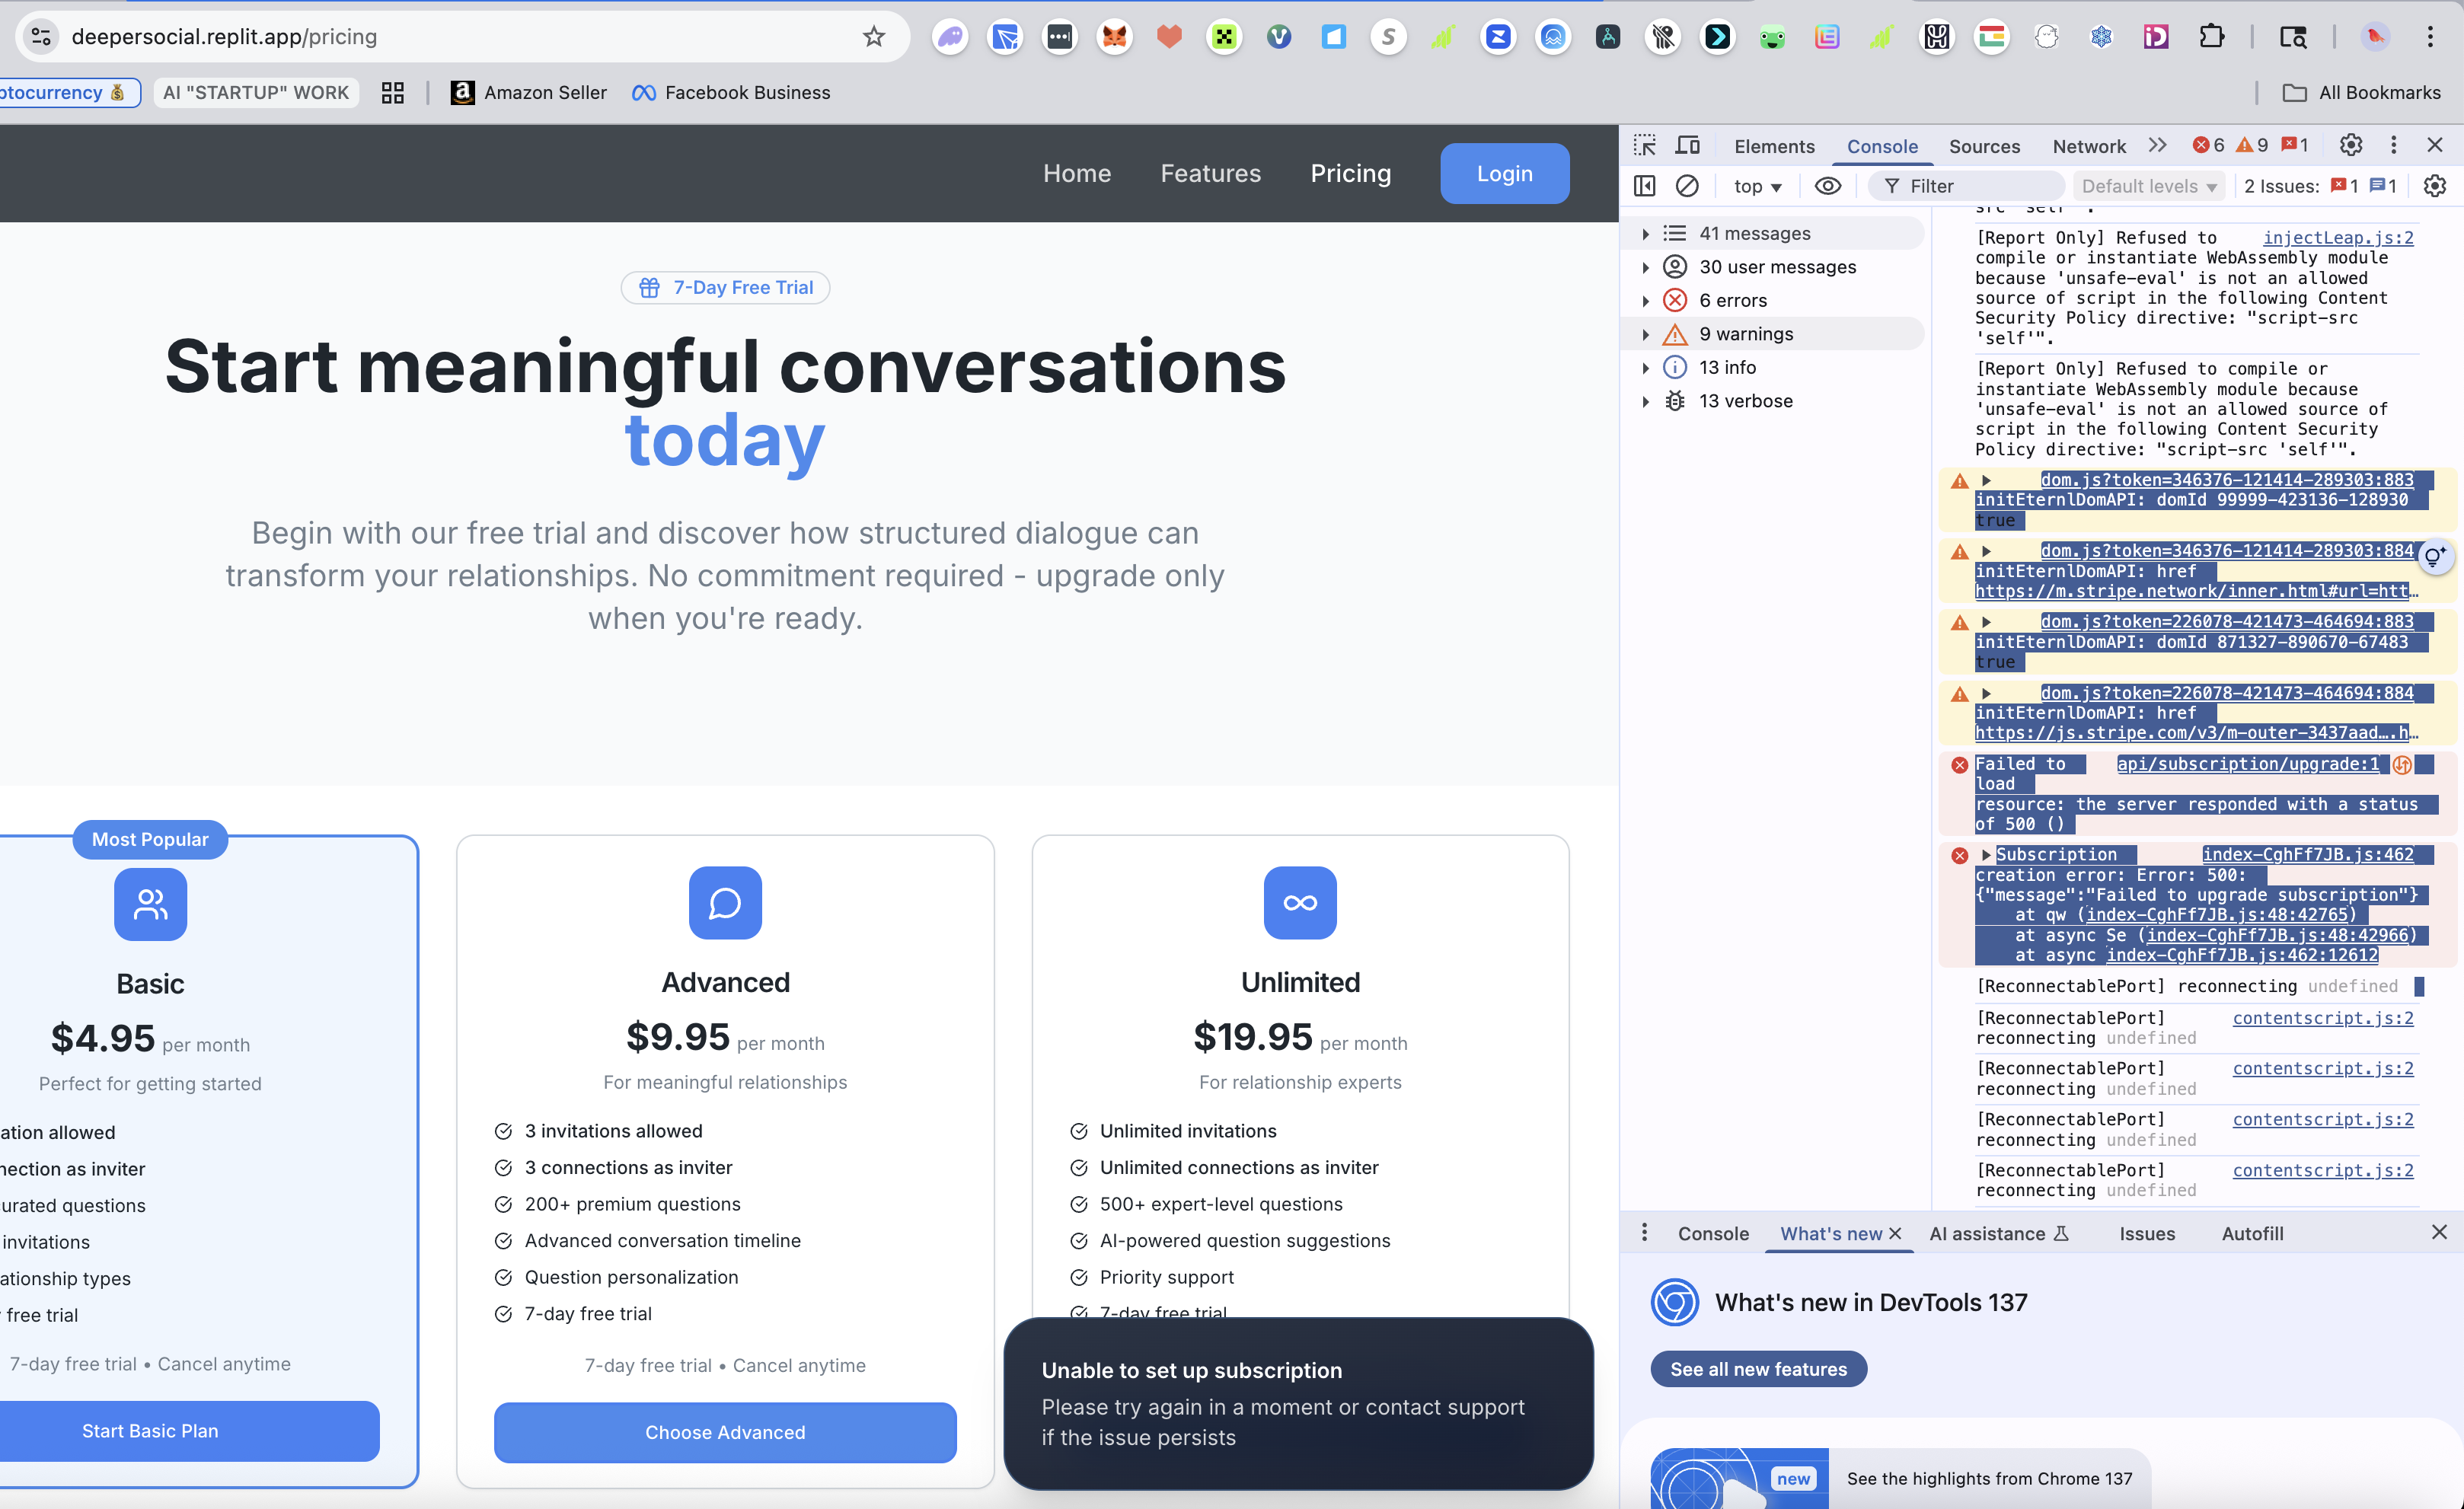 deepersocial.replit.app/pricing
ptocurrency 💰
AI "STARTUP" WORK
Amazon Seller
Facebook Business
All Bookmarks
Home
Features
Pricing
Login
7-Day Free Trial
Start meaningful conversations
today
Begin with our free trial and discover how structured dialogue can
transform your relationships. No commitment required - upgrade only
when you're ready.
Most Popular
Basic
$4.95 per month
Perfect for getting started
ation allowed
nection as inviter
urated questions
invitations
ationship types
free trial
7-day free trial • Cancel anytime
Start Basic Plan
Advanced
$9.95 per month
For meaningful relationships
3 invitations allowed
3 connections as inviter
200+ premium questions
Advanced conversation timeline
Question personalization
7-day free trial
7-day free trial • Cancel anytime
Choose Advanced
Unlimited
$19.95 per month
For relationship experts
Unlimited invitations
Unlimited connections as inviter
500+ expert-level questions
AI-powered question suggestions
Priority support
7-day free trial
Unable to set up subscription
Please try again in a moment or contact support
if the issue persists
Elements
Console
Sources
Network
6
9
1
top
Filter
Default levels
2 Issues:
1
1
41 messages
30 user messages
6 errors
9 warnings
13 info
13 verbose
src 'self'".
[Report Only] Refused to injectLeap.js:2
compile or instantiate WebAssembly module
because 'unsafe-eval' is not an allowed
source of script in the following Content
Security Policy directive: "script-src
'self'".
[Report Only] Refused to compile or
instantiate WebAssembly module because
'unsafe-eval' is not an allowed source of
script in the following Content Security
Policy directive: "script-src 'self'".
dom.js?token=346376-121414-289303:883
initEternlDomAPI: domId 99999-423136-128930
true
dom.js?token=346376-121414-289303:884
initEternlDomAPI: href
https://m.stripe.network/inner.html#url=htt…
dom.js?token=226078-421473-464694:883
initEternlDomAPI: domId 871327-890670-67483
true
dom.js?token=226078-421473-464694:884
initEternlDomAPI: href
https://js.stripe.com/v3/m-outer-3437aad….h…
Failed to api/subscription/upgrade:1
load
resource: the server responded with a status
of 500 ()
Subscription index-CghFf7JB.js:462
creation error: Error: 500:
{"message":"Failed to upgrade subscription"}
at qw (index-CghFf7JB.js:48:42765)
at async Se (index-CghFf7JB.js:48:42966)
at async index-CghFf7JB.js:462:12612
[ReconnectablePort] reconnecting undefined
[ReconnectablePort] contentscript.js:2
reconnecting undefined
[ReconnectablePort] contentscript.js:2
reconnecting undefined
[ReconnectablePort] contentscript.js:2
reconnecting undefined
[ReconnectablePort] contentscript.js:2
reconnecting undefined
Console
What's new
AI assistance
Issues
Autofill
What's new in DevTools 137
See all new features
new
See the highlights from Chrome 137